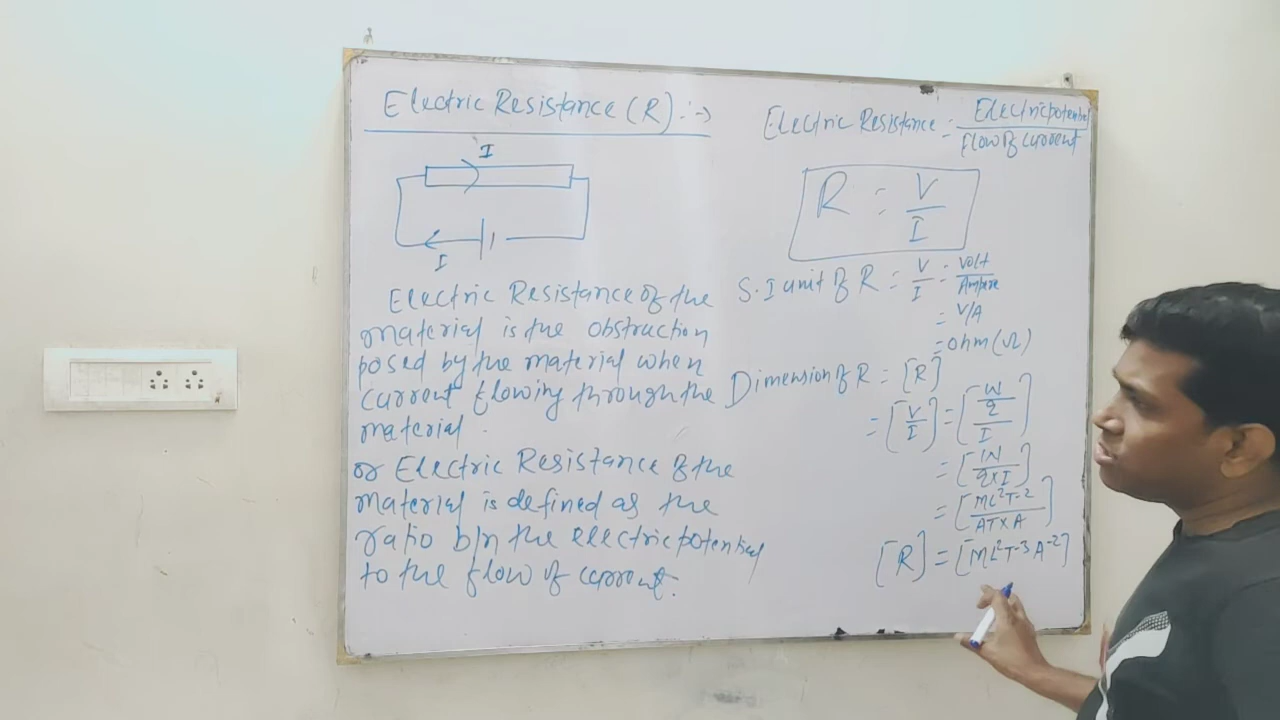 Electric Resistance (R) :→
I
I
Electric Resistance of the
material is the obstruction
posed by the material when
current flowing through the
material.
or Electric Resistance of the
material is defined as the
ratio b/n the electric potential
to the flow of current.
Electric Resistance = Electric potential / Flow of current
R = V/I
S.I unit of R = V/I = Volt/Ampere
= V/A
= ohm (Ω)
Dimension of R = [R]
= [V/I] = [W/q / I]
= [W/q×I]
= [ML²T⁻²/AT×A]
[R] = [ML²T⁻³A⁻²]